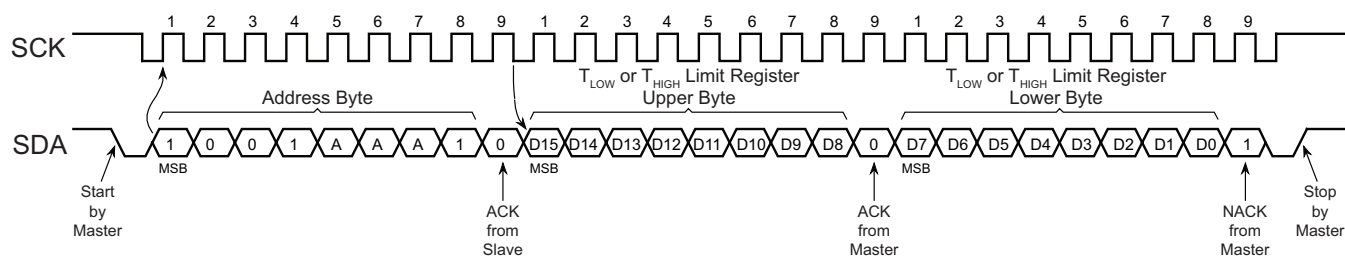 1 2 3 4 5 6 7 8 9 1 2 3 4 5 6 7 8 9 1 2 3 4 5 6 7 8 9
SCK
TLOW or THIGH Limit Register TLOW or THIGH Limit Register
Address Byte Upper Byte Lower Byte
SDA 1 0 0 1 A A A 1 0 D15 D14 D13 D12 D11 D10 D9 D8 0 D7 D6 D5 D4 D3 D2 D1 D0 1
MSB MSB MSB
Start
by
Master
ACK
from
Slave
ACK
from
Master
NACK
from
Master
Stop
by
Master